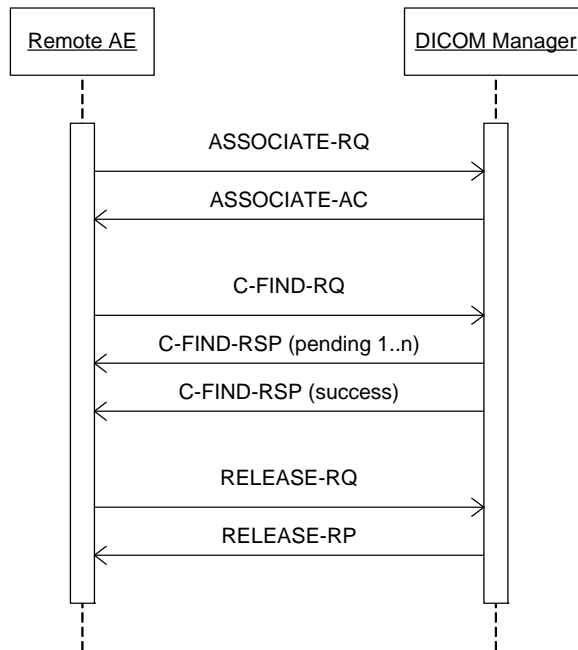 Remote AE
DICOM Manager
ASSOCIATE-RQ
ASSOCIATE-AC
C-FIND-RQ
C-FIND-RSP (pending 1..n)
C-FIND-RSP (success)
RELEASE-RQ
RELEASE-RP